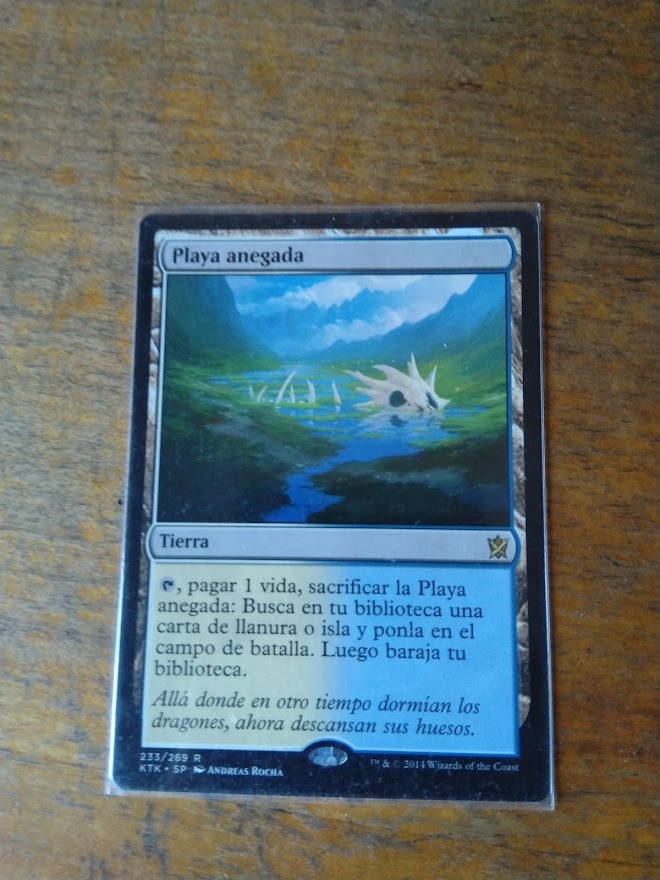 Playa anegada
Tierra
, pagar 1 vida, sacrificar la Playa
anegada: Busca en tu biblioteca una
carta de llanura o isla y ponla en el
campo de batalla. Luego baraja tu
biblioteca.
Allá donde en otro tiempo dormían los
dragones, ahora descansan sus huesos.
233/269 R
KTK • SP Andreas Rocha
™ & © 2014 Wizards of the Coast